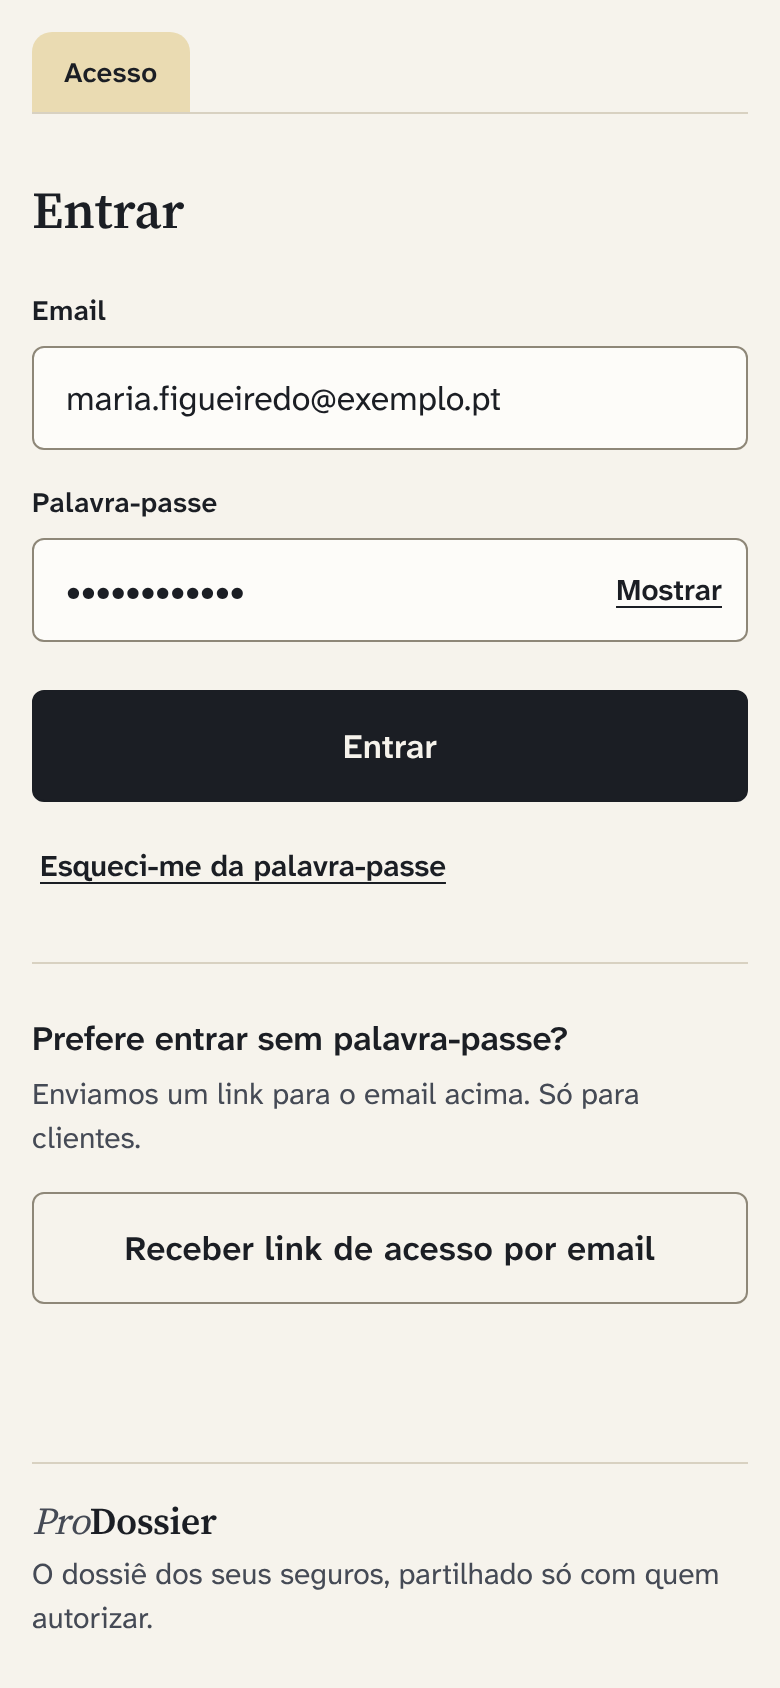 Acesso
Entrar
Email
maria.figueiredo@exemplo.pt
Palavra-passe
••••••••••••
Mostrar
Entrar
Esqueci-me da palavra-passe
Prefere entrar sem palavra-passe?
Enviamos um link para o email acima. Só para
clientes.
Receber link de acesso por email
ProDossier
O dossiê dos seus seguros, partilhado só com quem
autorizar.